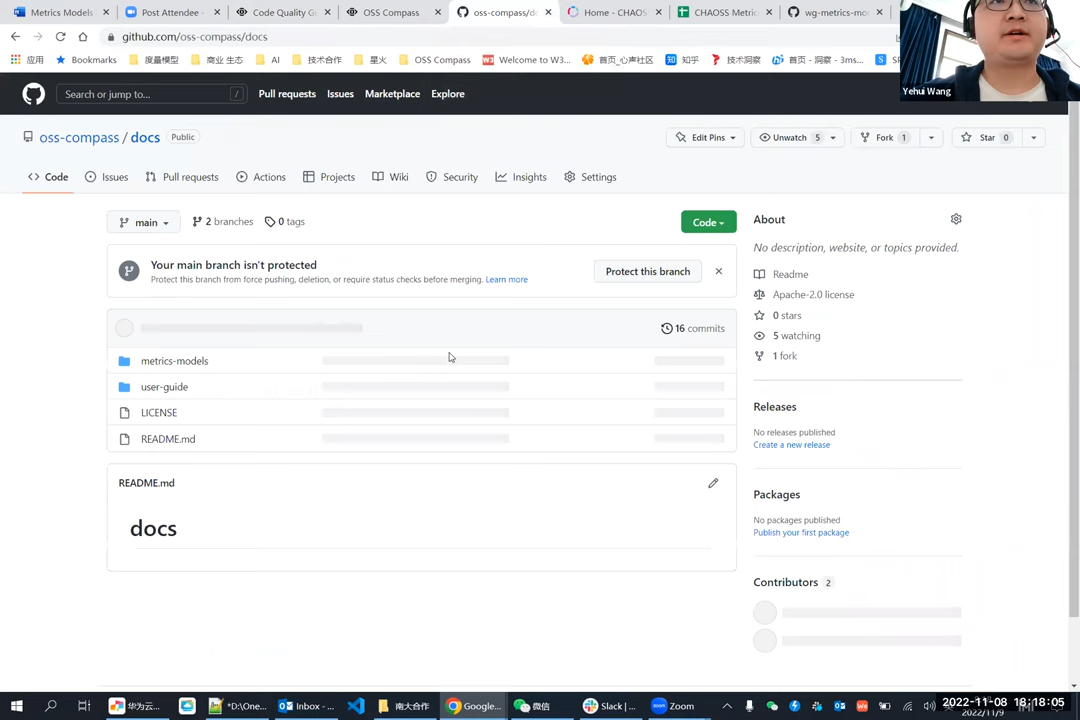 Metrics Models
Post Attendee -
Code Quality G
OSS Compass
oss-compass/d
Home - CHAOS
CHAOSS Metric
wg-metrics-mo
github.com/oss-compass/docs
应用
Bookmarks
度量模型
商业 生态
AI
技术合作
星火
OSS Compass
Welcome to W3...
首页_心声社区
知乎
技术洞察
首页 - 洞察 - 3ms...
Yehui Wang
Search or jump to...
/
Pull requests
Issues
Marketplace
Explore
oss-compass / docs
Public
Edit Pins
Unwatch 5
Fork 1
Star 0
Code
Issues
Pull requests
Actions
Projects
Wiki
Security
Insights
Settings
main
2 branches
0 tags
Code
Your main branch isn't protected
Protect this branch from force pushing, deletion, or require status checks before merging. Learn more
Protect this branch
16 commits
metrics-models
user-guide
LICENSE
README.md
README.md
docs
About
No description, website, or topics provided.
Readme
Apache-2.0 license
0 stars
5 watching
1 fork
Releases
No releases published
Create a new release
Packages
No packages published
Publish your first package
Contributors 2
华为云...
*D:\One...
Inbox - ...
南大合作
Google...
微信
Slack | ...
Zoom
2022-11-08 18:18:05
2022/11/9